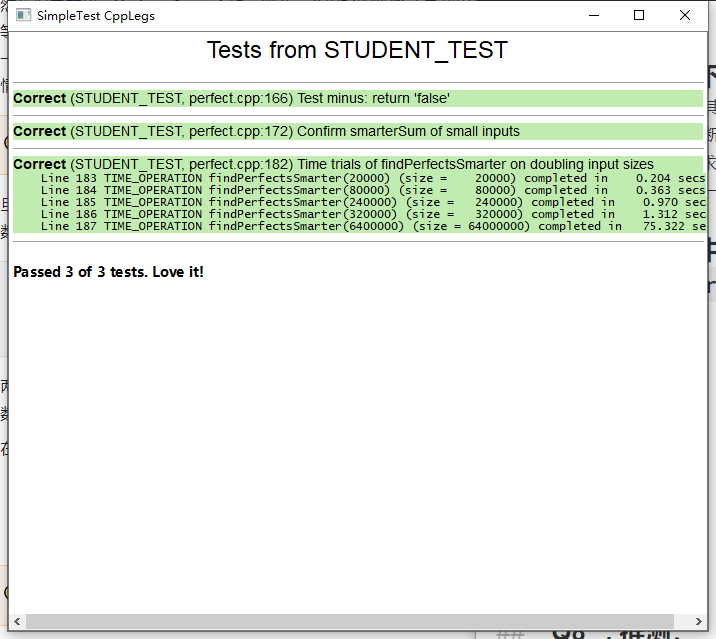 SimpleTest CppLegs
Tests from STUDENT_TEST
Correct (STUDENT_TEST, perfect.cpp:166) Test minus: return 'false'
Correct (STUDENT_TEST, perfect.cpp:172) Confirm smarterSum of small inputs
Correct (STUDENT_TEST, perfect.cpp:182) Time trials of findPerfectsSmarter on doubling input sizes
Line 183 TIME_OPERATION findPerfectsSmarter(20000) (size =    20000) completed in    0.204 secs
Line 184 TIME_OPERATION findPerfectsSmarter(80000) (size =    80000) completed in    0.363 secs
Line 185 TIME_OPERATION findPerfectsSmarter(240000) (size =   240000) completed in    0.970 sec
Line 186 TIME_OPERATION findPerfectsSmarter(320000) (size =   320000) completed in    1.312 sec
Line 187 TIME_OPERATION findPerfectsSmarter(6400000) (size = 64000000) completed in   75.322 se
Passed 3 of 3 tests. Love it!